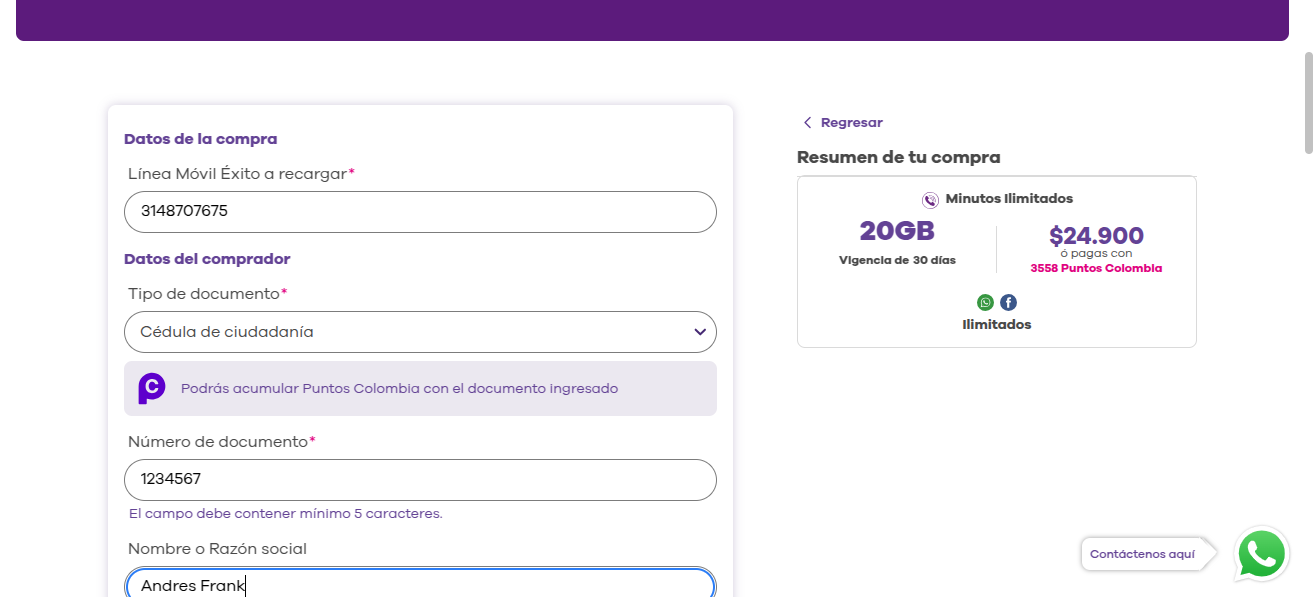 Datos de la compra
Línea Móvil Éxito a recargar*
3148707675
Datos del comprador
Tipo de documento*
Cédula de ciudadanía
Podrás acumular Puntos Colombia con el documento ingresado
Número de documento*
1234567
El campo debe contener mínimo 5 caracteres.
Nombre o Razón social
Andres Frank
Regresar
Resumen de tu compra
Minutos Ilimitados
20GB
Vigencia de 30 días
$24.900
ó pagas con
3558 Puntos Colombia
Ilimitados
Contáctenos aquí